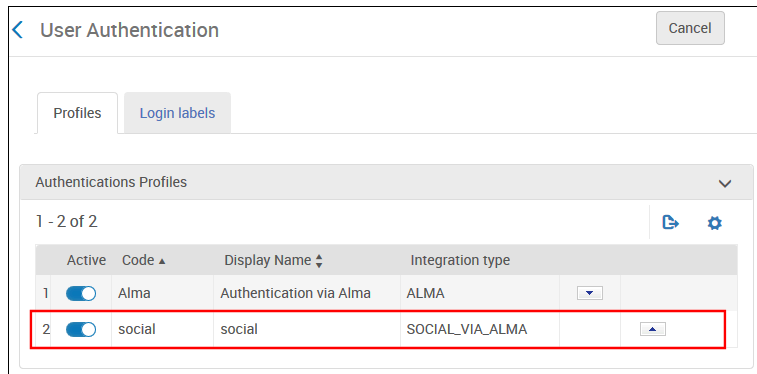 User Authentication
Cancel
Profiles
Login labels
Authentications Profiles
1 - 2 of 2
Active Code Display Name Integration type
1 Alma Authentication via Alma ALMA
2 social social SOCIAL_VIA_ALMA